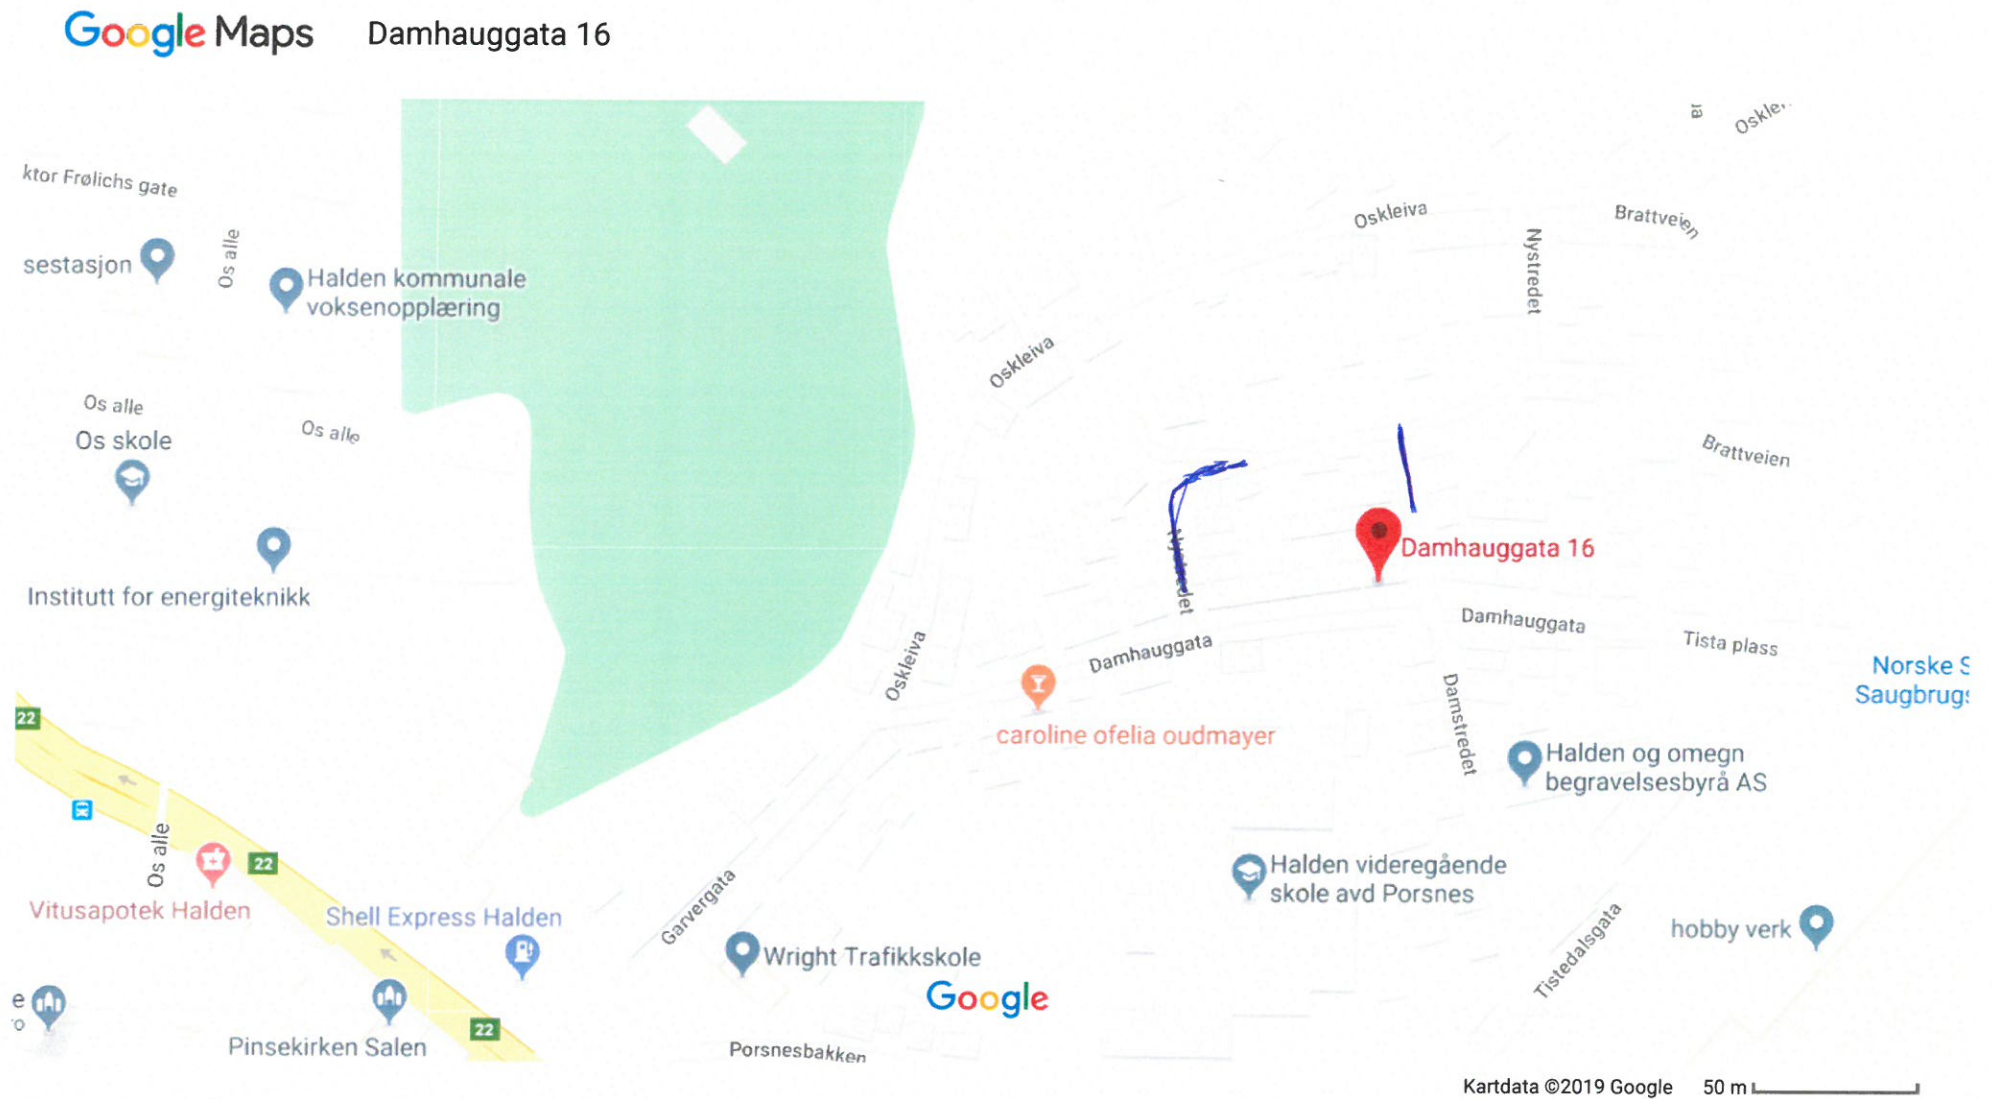 Google Maps Damhauggata 16
Oskle
ktor Frølichs gate
Oskleiva
Brattveien
Nystredet
Os alle
sestasjon
Halden kommunale
voksenopplæring
Oskleiva
Os alle
Os alle
Os skole
Brattveien
Damhauggata 16
Institutt for energiteknikk
Damhauggata
Tista plass
Damhauggata
Oskleiva
Norske S
Saugbrugs
22
caroline ofelia oudmayer
Damstredet
Halden og omegn
begravelsesbyrå AS
Os alle
22
Halden videregående
skole avd Porsnes
Vitusapotek Halden
Shell Express Halden
Garvergata
Tistedalsgata
hobby verk
Wright Trafikkskole
Google
e
22
Pinsekirken Salen
Porsnesbakken
Kartdata ©2019 Google 50 m